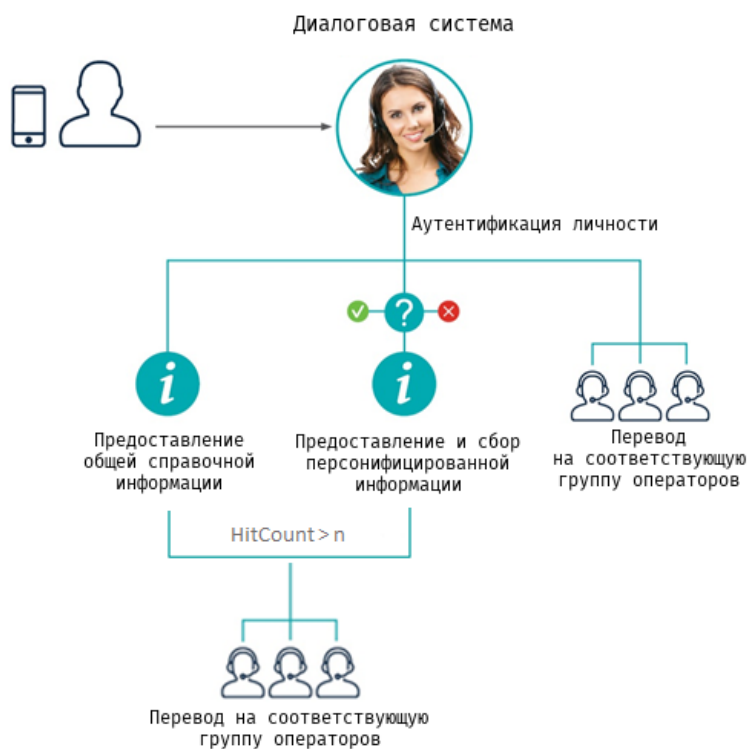 Диалоговая система
Аутентификация личности
?
i
i
Предоставление
общей справочной
информации
Предоставление и сбор
персонифицированной
информации
Перевод
на соответствующую
группу операторов
HitCount>n
Перевод на соответствующую
группу операторов